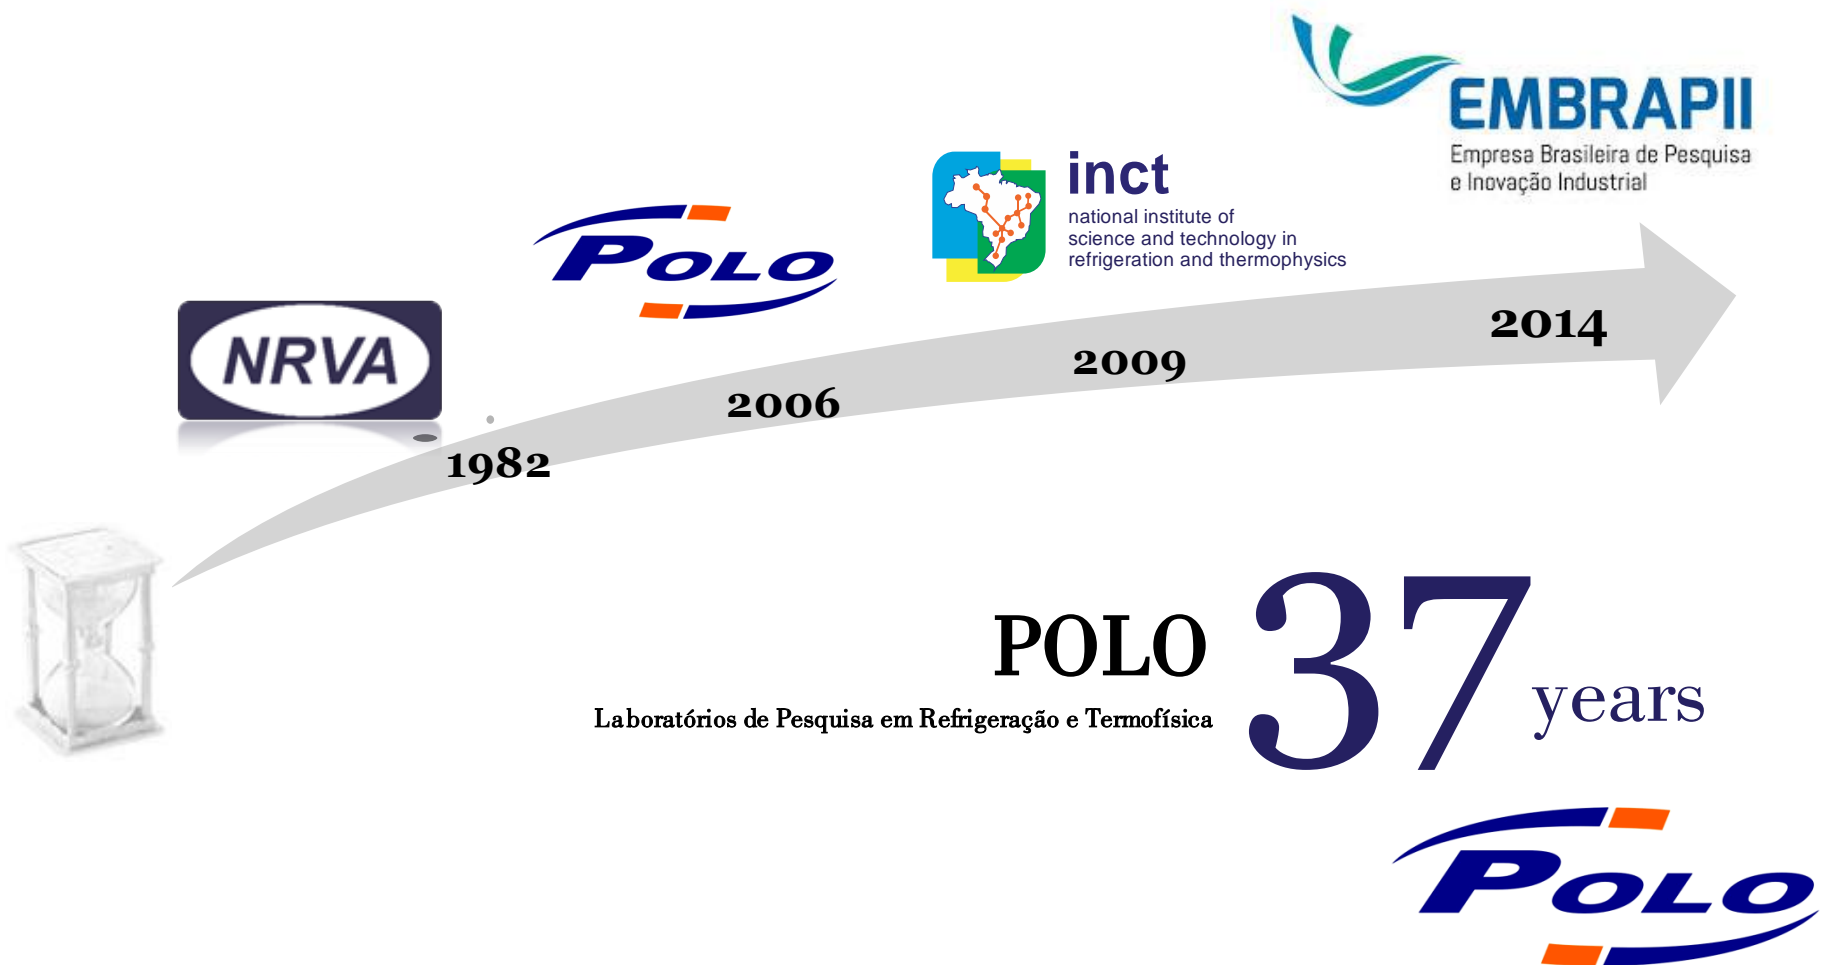 EMBRAPII
Empresa Brasileira de Pesquisa
e Inovação Industrial
inct
national institute of
science and technology in
refrigeration and thermophysics
POLO
NRVA
1982
2006
2009
2014
POLO
Laboratórios de Pesquisa em Refrigeração e Termofísica
37 years
POLO